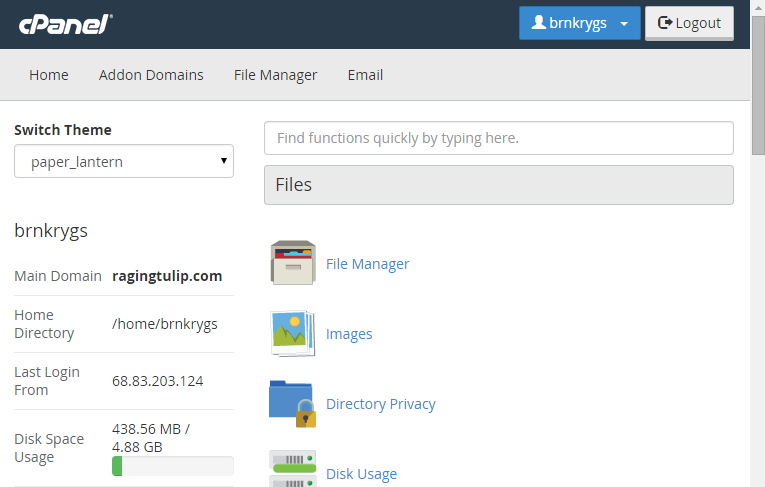 cPanel
brnkrygs
Logout
Home
Addon Domains
File Manager
Email
Switch Theme
paper_lantern
brnkrygs
Main Domain
ragingtulip.com
Home
Directory
/home/brnkrygs
Last Login
From
68.83.203.124
Disk Space
Usage
438.56 MB /
4.88 GB
Find functions quickly by typing here.
Files
File Manager
Images
Directory Privacy
Disk Usage